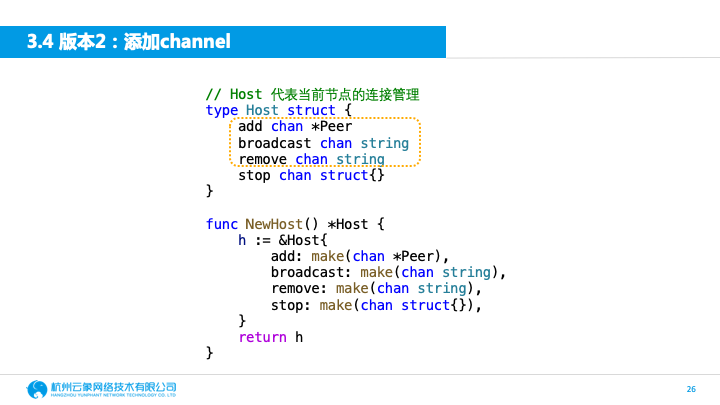 3.4 版本2：添加channel
// Host 代表当前节点的连接管理
type Host struct {
    add chan *Peer
    broadcast chan string
    remove chan string
    stop chan struct{}
}
func NewHost() *Host {
    h := &Host{
        add: make(chan *Peer),
        broadcast: make(chan string),
        remove: make(chan string),
        stop: make(chan struct{}),
    }
    return h
}
杭州云象网络技术有限公司
HANGZHOU YUNPHANT NETWORK TECHNOLOGY CO. LTD
26